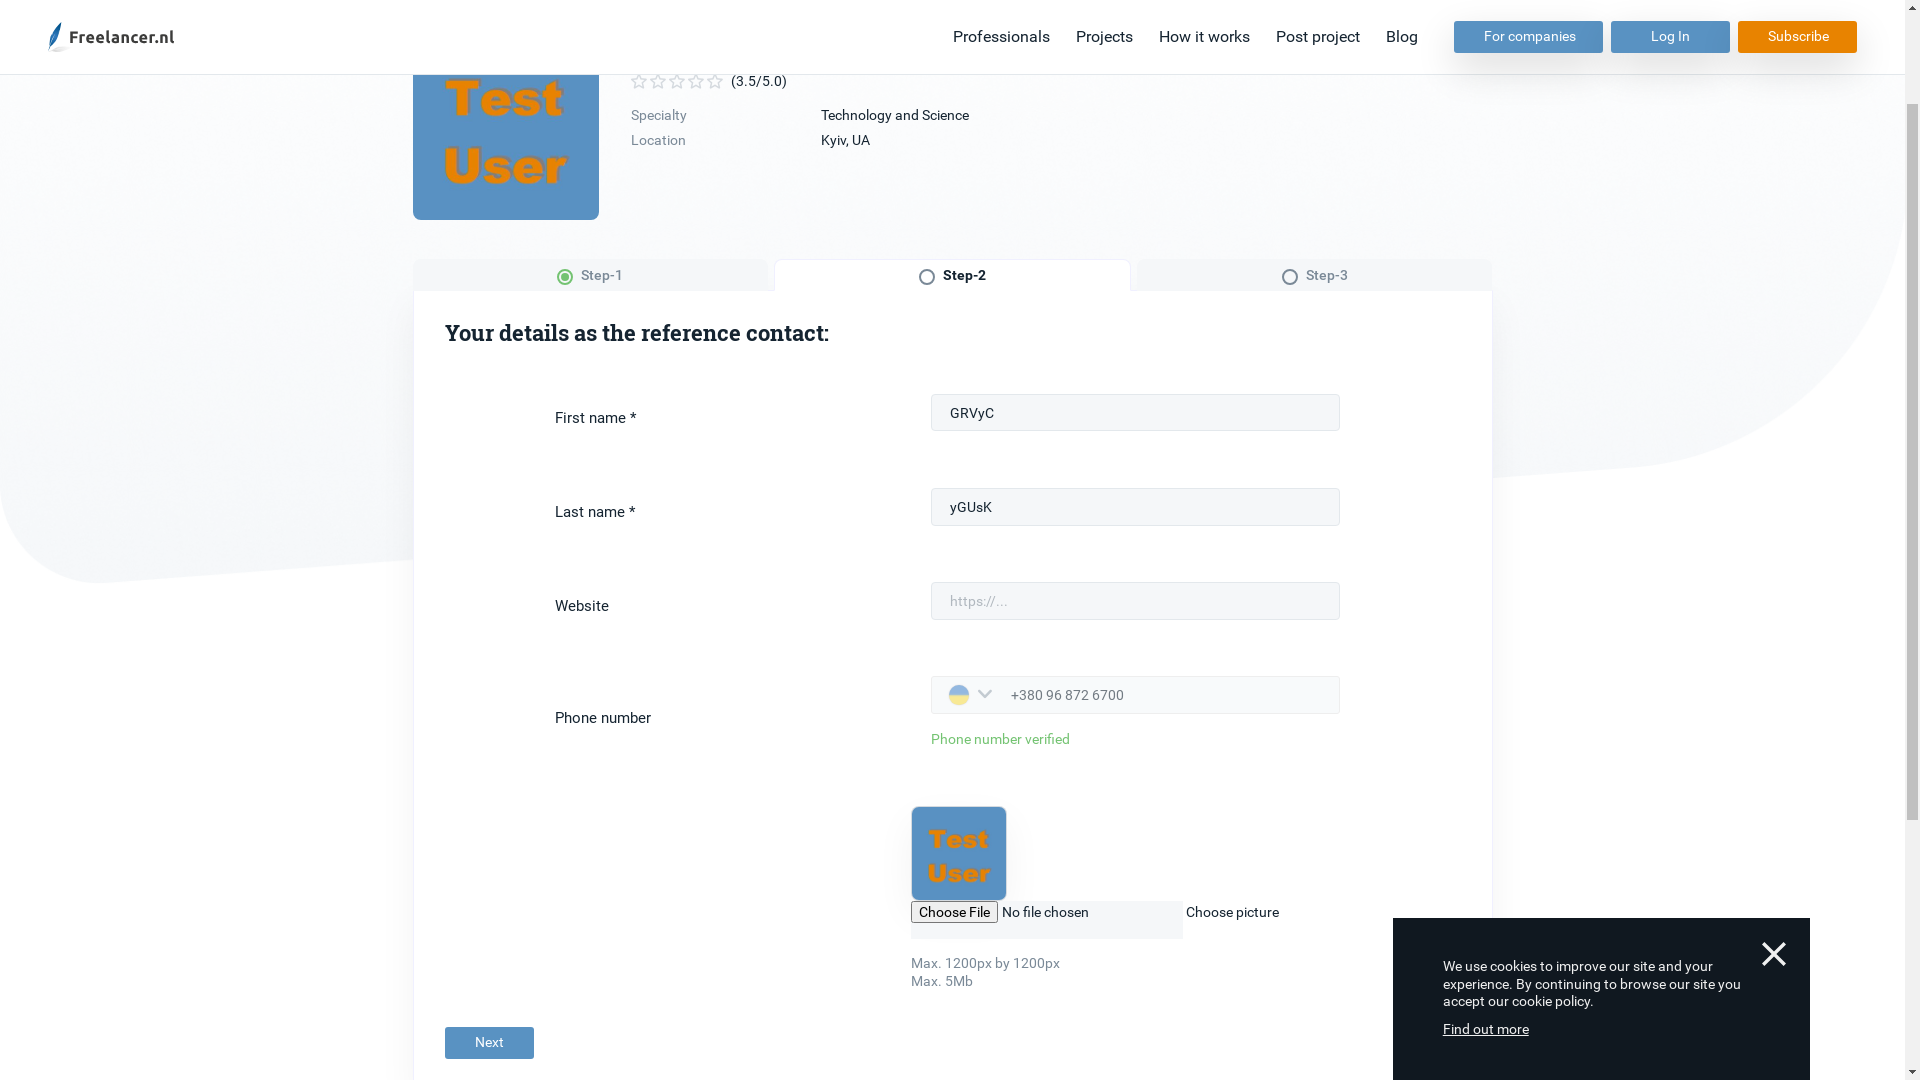 Freelancer.nl
Professionals
Projects
How it works
Post project
Blog
For companies
Log In
Subscribe
Test
User
(3.5/5.0)
Specialty
Technology and Science
Location
Kyiv, UA
Step-1
Step-2
Step-3
Your details as the reference contact:
First name *
GRVyC
Last name *
yGUsK
Website
https://...
Phone number
+380 96 872 6700
Phone number verified
Test
User
Choose File No file chosen
Choose picture
Max. 1200px by 1200px
Max. 5Mb
Next
We use cookies to improve our site and your
experience. By continuing to browse our site you
accept our cookie policy.
Find out more